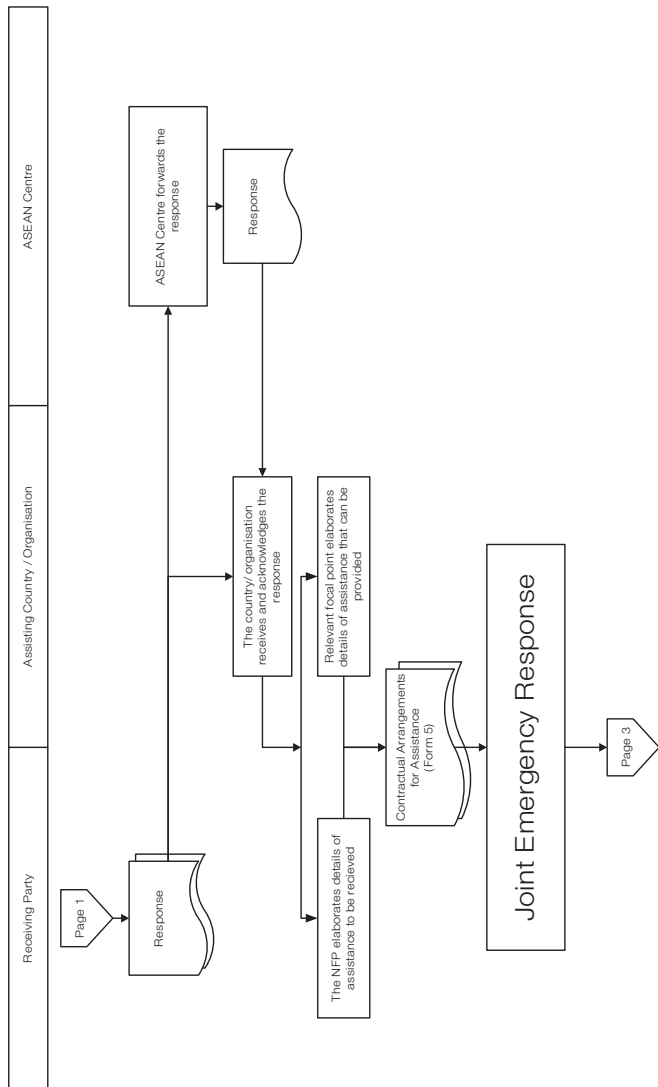 Receiving Party
Assisting Country / Organisation
ASEAN Centre
Page 1
Response
ASEAN Centre forwards the
response
Response
The country/ organisation
receives and acknowledges the
response
The NFP elaborates details of
assistance to be recieved
Relevant focal point elaborates
details of assistance that can be
provided
Contractual Arrangements
for Assistance
(Form 5)
Joint Emergency Response
Page 3